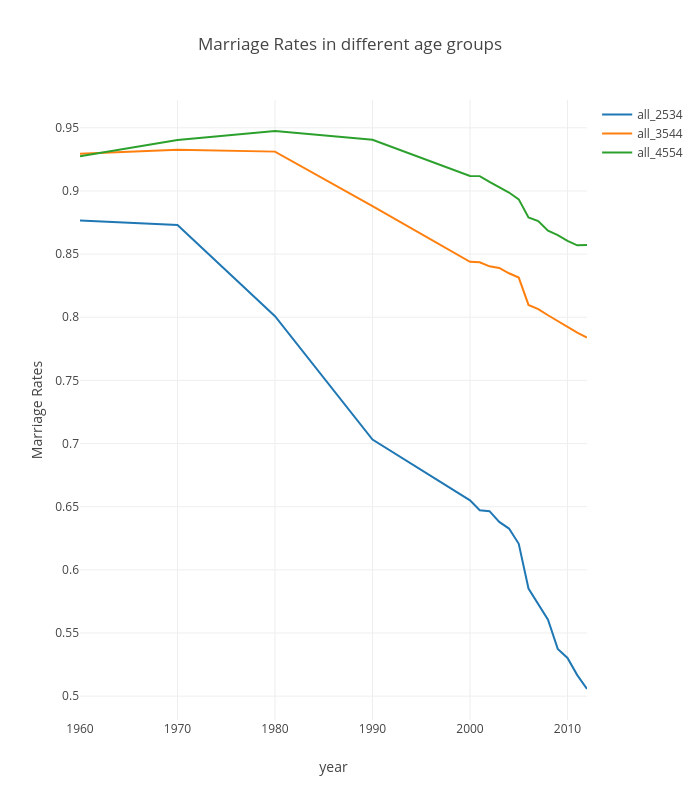 Marriage Rates in different age groups
all_2534
all_3544
all_4554
0.95
0.9
0.85
0.8
0.75
0.7
0.65
0.6
0.55
0.5
Marriage Rates
1960 1970 1980 1990 2000 2010
year